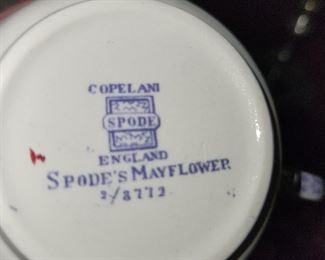 COPELAND
SPODE
ENGLAND
SPODE'S MAYFLOWER.
2/8772